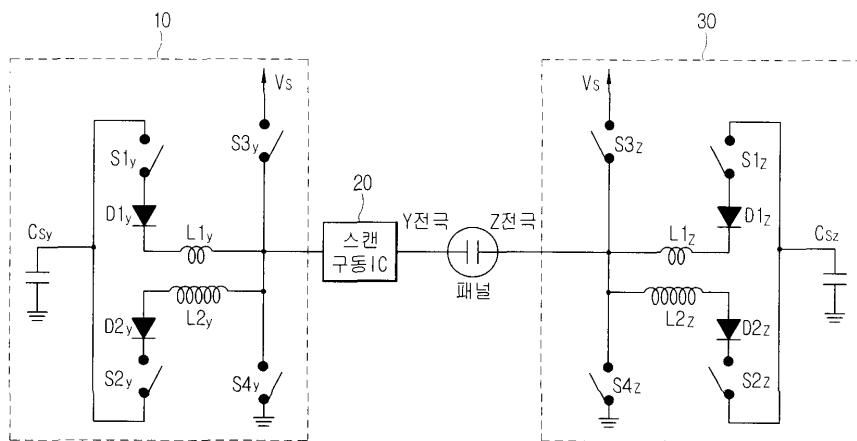 10
30
Vs
Vs
S1y
S3y
S3z
S1z
20
D1y
L1y
Y전극
Z전극
L1z
D1z
Csy
스캔
구동IC
Csz
패널
D2y
L2y
L2z
D2z
S2y
S4y
S4z
S2z